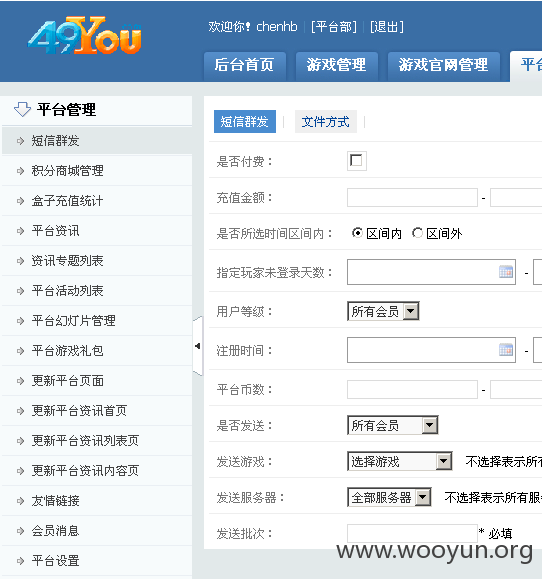 49You
欢迎你! chenhb | [平台部] | [退出]
后台首页 游戏管理 游戏官网管理 平台
平台管理
短信群发
积分商城管理
盒子充值统计
平台资讯
资讯专题列表
平台活动列表
平台幻灯片管理
平台游戏礼包
更新平台页面
更新平台资讯首页
更新平台资讯列表页
更新平台资讯内容页
友情链接
会员消息
平台设置
短信群发 | 文件方式 |
是否付费：
充值金额： -
是否所选时间区间内： 区间内 区间外
指定玩家未登录天数： -
用户等级： 所有会员
注册时间： -
平台币数： -
是否发送： 所有会员
发送游戏： 选择游戏 不选择表示所有
发送服务器： 全部服务器 不选择表示所有服
发送批次： * 必填
www.wooyun.org